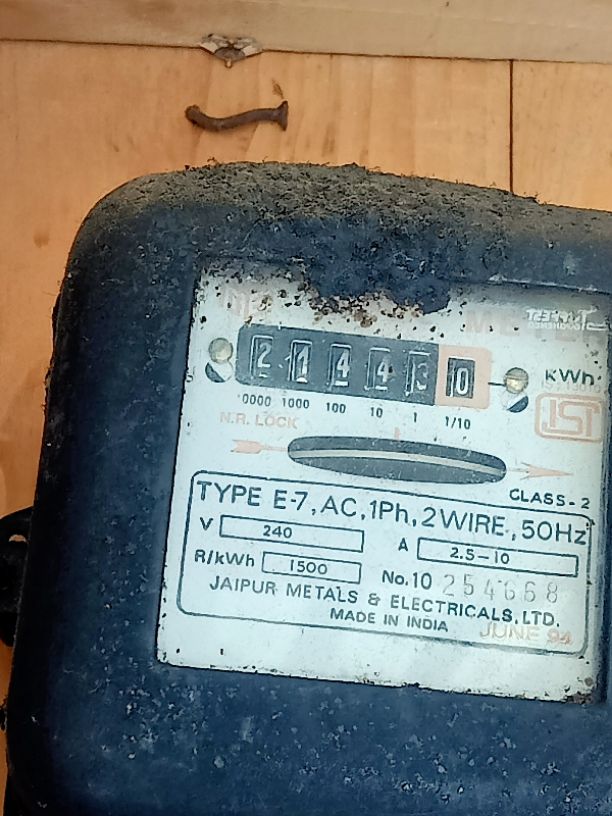 2 1 4 4 3 0
kWh
0000 1000 100 10 1 1/10
N.R. LOCK
ISI
CLASS-2
TYPE E-7, AC, 1Ph, 2WIRE, 50Hz
V 240 A 2.5-10
R/kWh 1500 No.10 254668
JAIPUR METALS & ELECTRICALS. LTD.
MADE IN INDIA JUNE 94